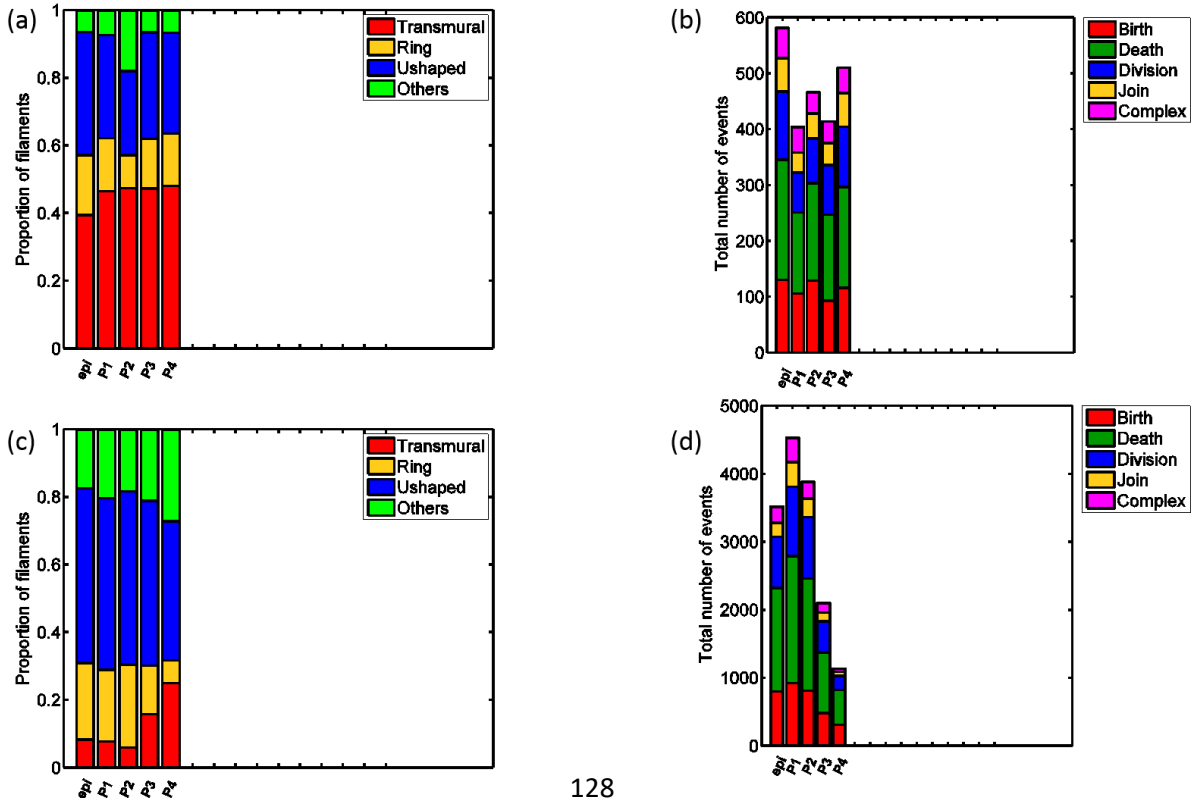 (a)
Proportion of filaments
1
0.8
0.6
0.4
0.2
0
epi P1 P2 P3 P4
Transmural
Ring
Ushaped
Others
(b)
Total number of events
600
500
400
300
200
100
0
epi P1 P2 P3 P4
Birth
Death
Division
Join
Complex
(c)
Proportion of filaments
1
0.8
0.6
0.4
0.2
0
epi P1 P2 P3 P4
Transmural
Ring
Ushaped
Others
(d)
Total number of events
5000
4000
3000
2000
1000
0
epi P1 P2 P3 P4
Birth
Death
Division
Join
Complex
128